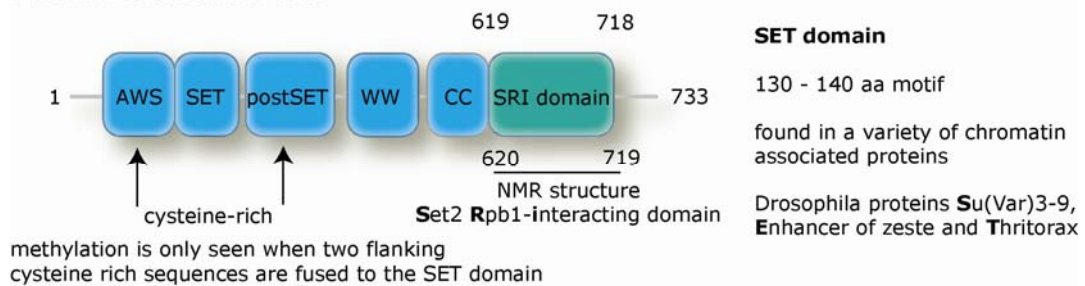 619 718
1 AWS SET postSET WW CC SRI domain 733
620 719
NMR structure
Set2 Rpb1-interacting domain
cysteine-rich
methylation is only seen when two flanking
cysteine rich sequences are fused to the SET domain
SET domain
130 - 140 aa motif
found in a variety of chromatin
associated proteins
Drosophila proteins Su(Var)3-9,
Enhancer of zeste and Thritorax